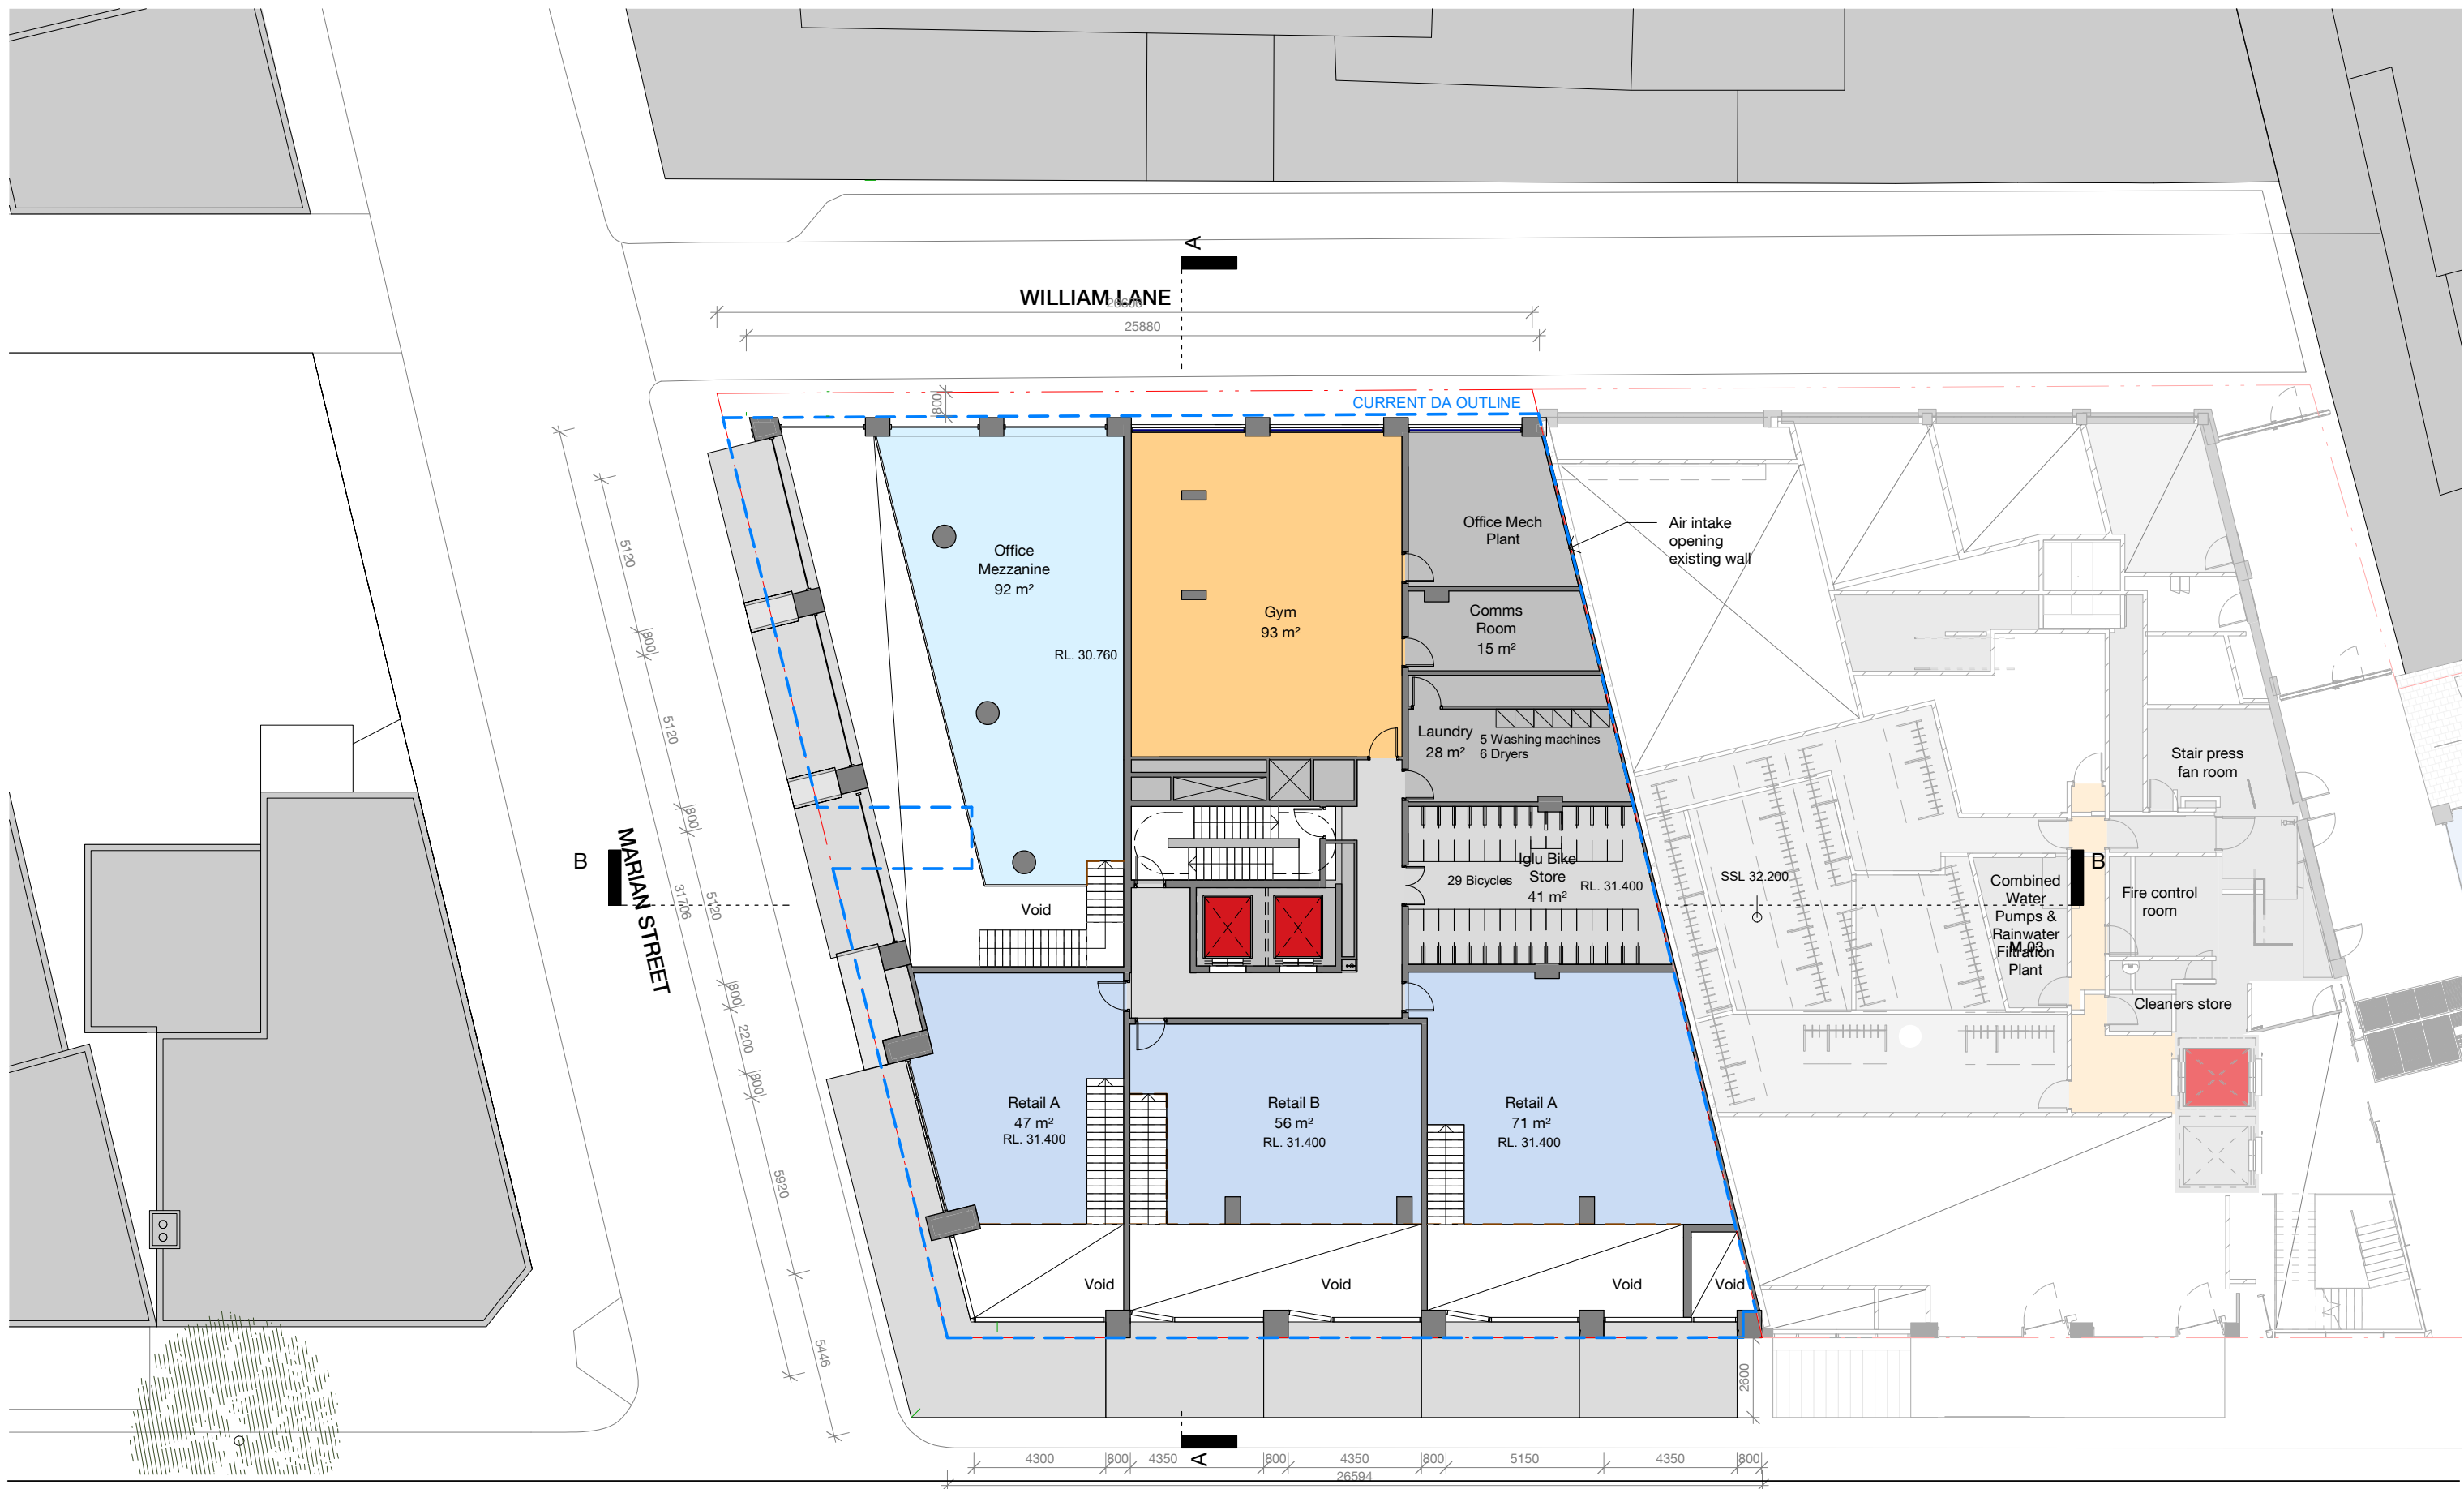 A
WILLIAM LANE
25880
800
CURRENT DA OUTLINE
Office
Mezzanine
92 m²
RL. 30.760
Gym
93 m²
Office Mech
Plant
Air intake
opening
existing wall
Comms
Room
15 m²
Laundry
28 m²
5 Washing machines
6 Dryers
Stair press
fan room
5120
800
5120
800
5120
800
2200
800
5920
5446
31706
MARIAN STREET
B
Void
Iglu Bike
Store
41 m²
29 Bicycles
RL. 31.400
SSL 32.200
Combined
Water
Pumps &
Rainwater
Filtration
Plant
M.03
B
Fire control
room
Cleaners store
Retail A
47 m²
RL. 31.400
Retail B
56 m²
RL. 31.400
Retail A
71 m²
RL. 31.400
Void
Void
Void
Void
2600
A
4300
800
4350
800
4350
800
5150
4350
800
26594